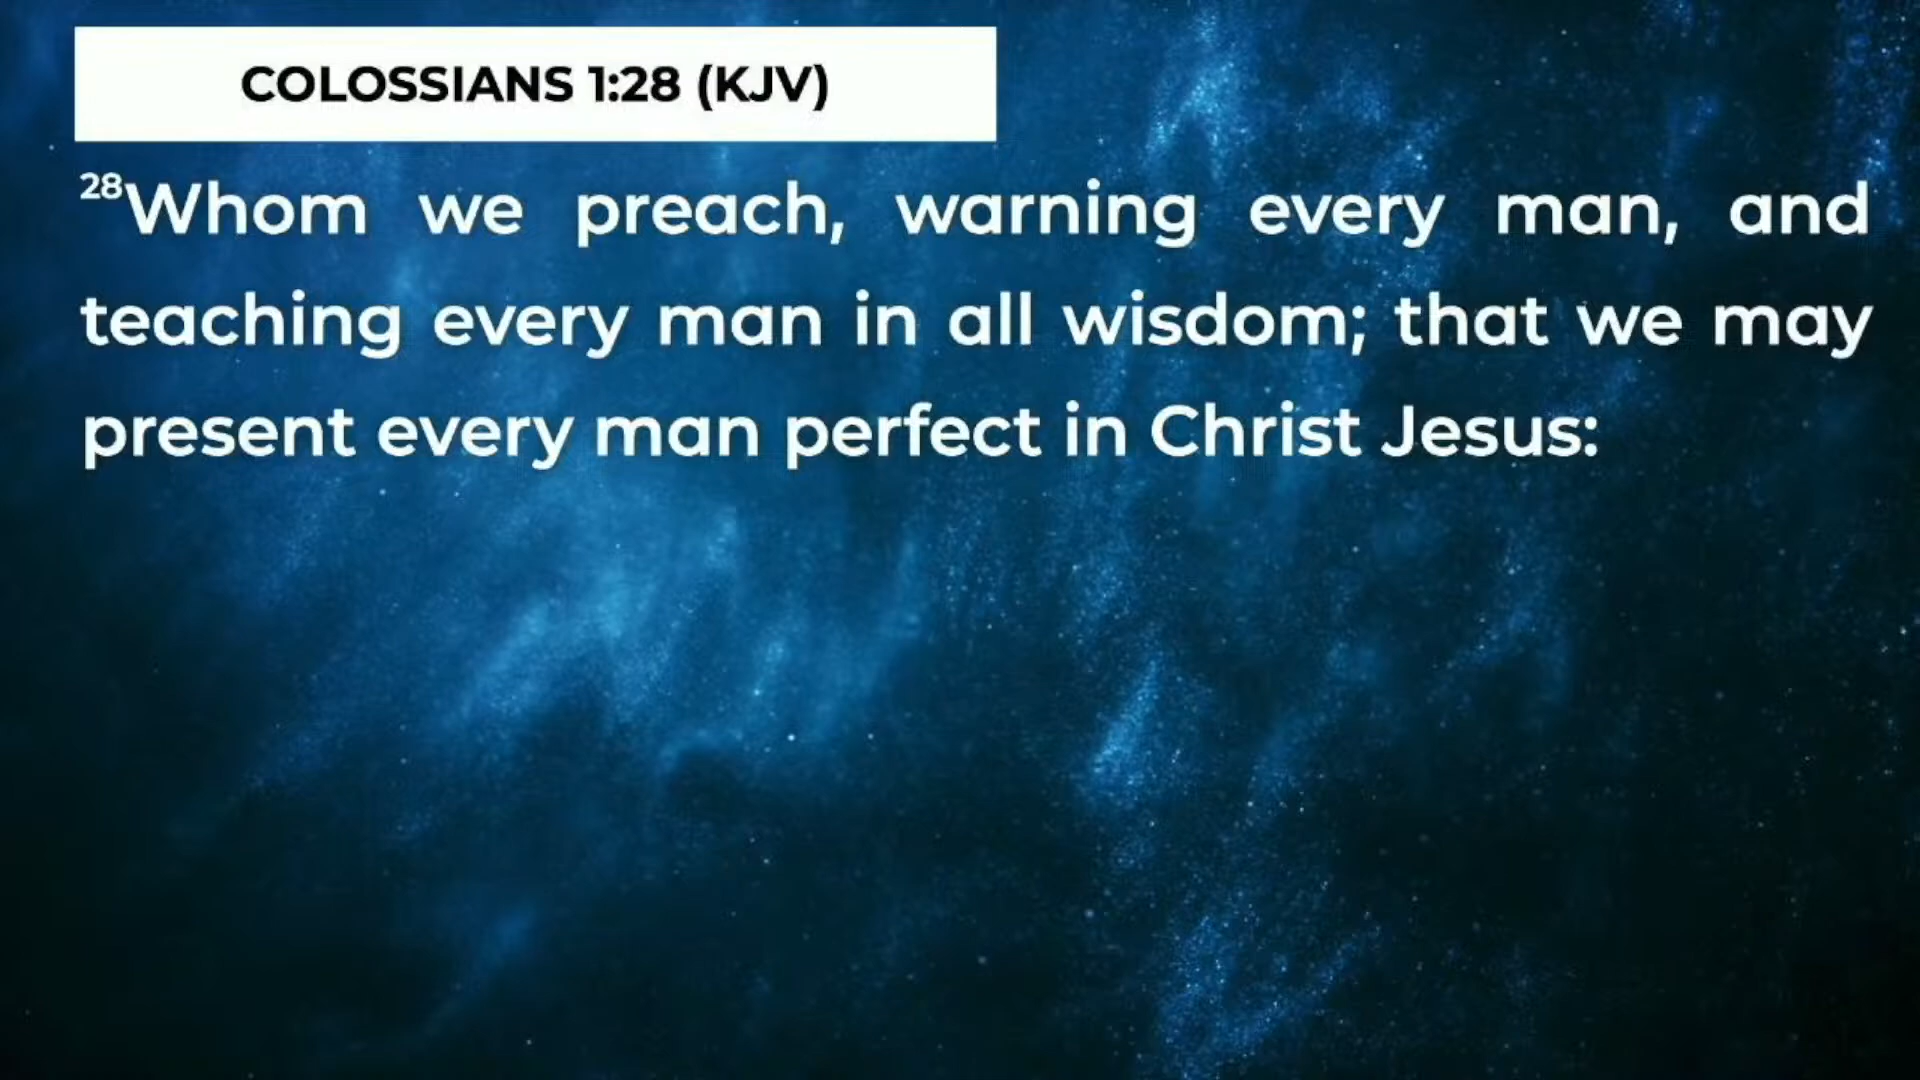 COLOSSIANS 1:28 (KJV)
28Whom we preach, warning every man, and
teaching every man in all wisdom; that we may
present every man perfect in Christ Jesus: